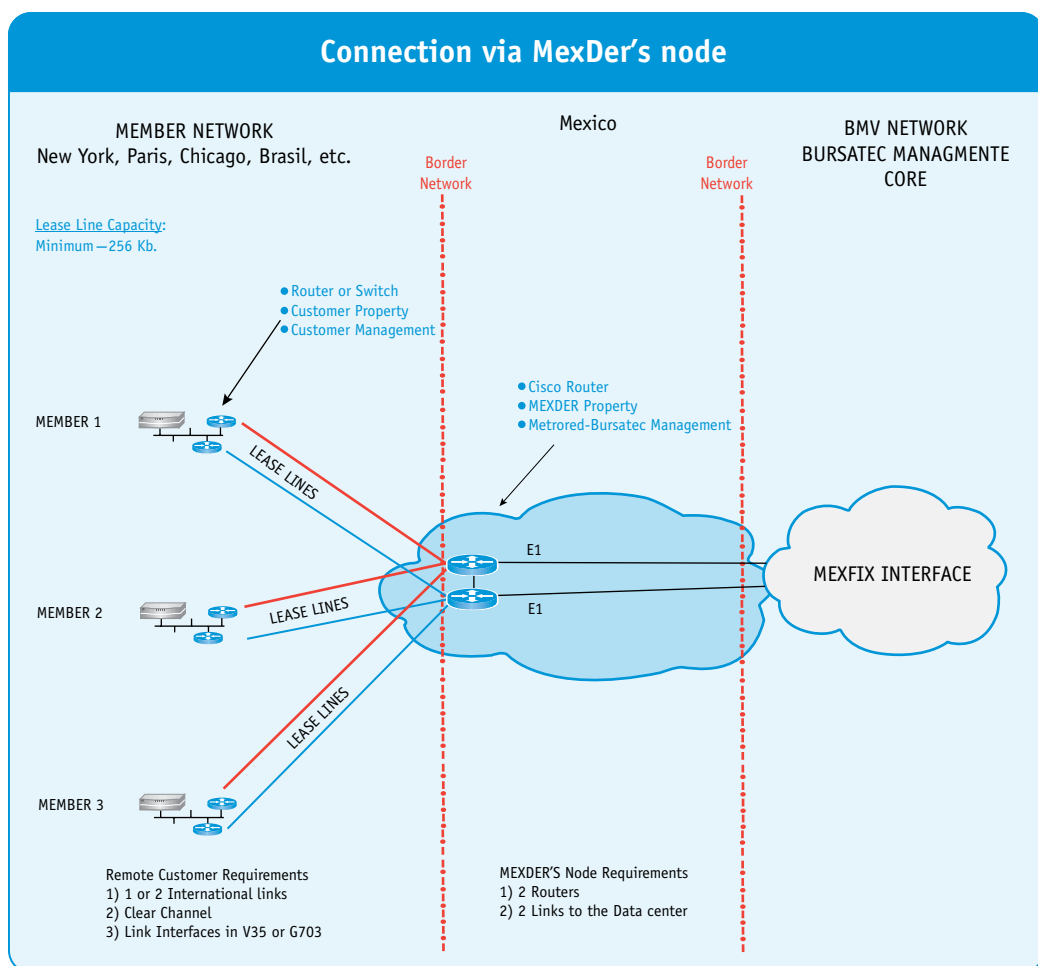 Connection via MexDer's node
MEMBER NETWORK
New York, Paris, Chicago, Brasil, etc.
Mexico
BMV NETWORK
BURSATEC MANAGMENTE
CORE
Border
Network
Border
Network
Lease Line Capacity:
Minimum—256 Kb.
● Router or Switch
● Customer Property
● Customer Management
● Cisco Router
● MEXDER Property
● Metrored-Bursatec Management
MEMBER 1
LEASE LINES
E1
MEXFIX INTERFACE
MEMBER 2
LEASE LINES
E1
LEASE LINES
MEMBER 3
Remote Customer Requirements
1) 1 or 2 International links
2) Clear Channel
3) Link Interfaces in V35 or G703
MEXDER'S Node Requirements
1) 2 Routers
2) 2 Links to the Data center